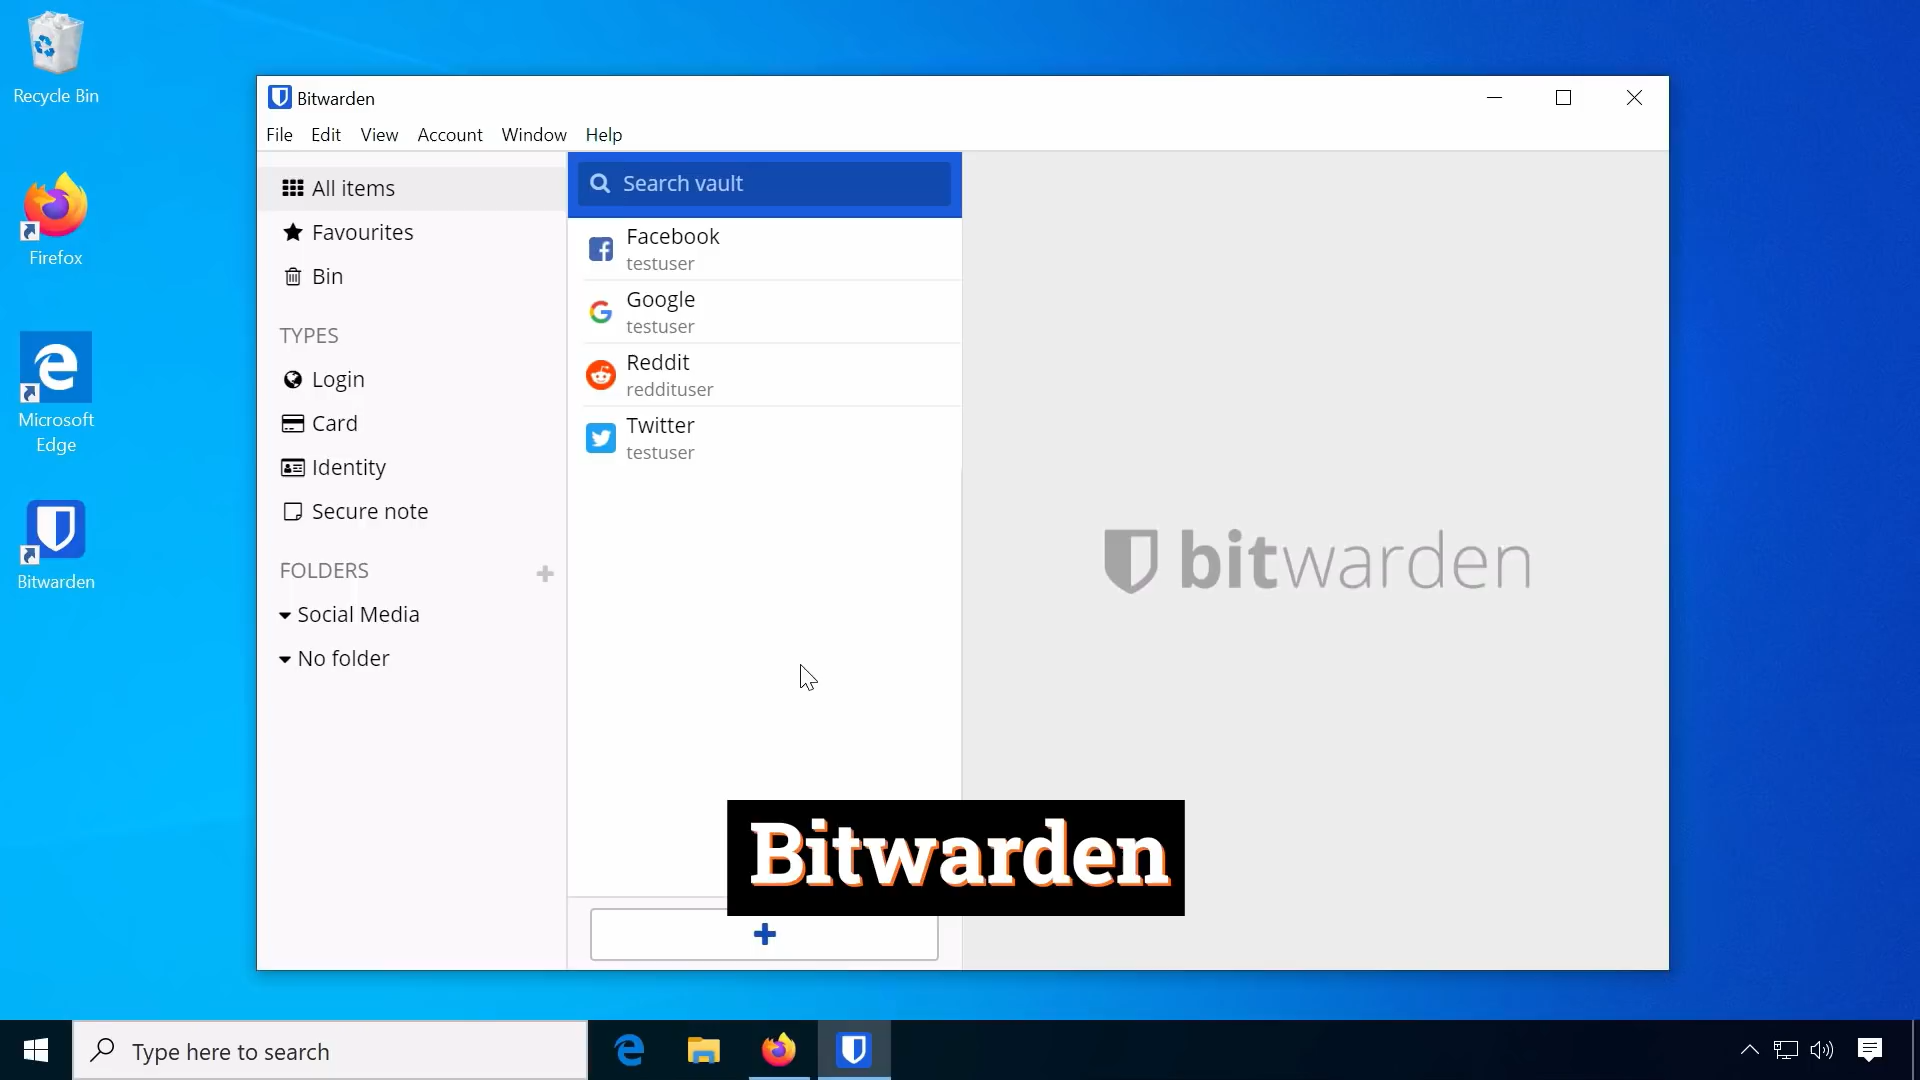 Recycle Bin
Firefox
Microsoft
Edge
Bitwarden
Bitwarden
File Edit View Account Window Help
All items
Favourites
Bin
TYPES
Login
Card
Identity
Secure note
FOLDERS
Social Media
No folder
Search vault
Facebook
testuser
Google
testuser
Reddit
reddituser
Twitter
testuser
bitwarden
Bitwarden
Type here to search